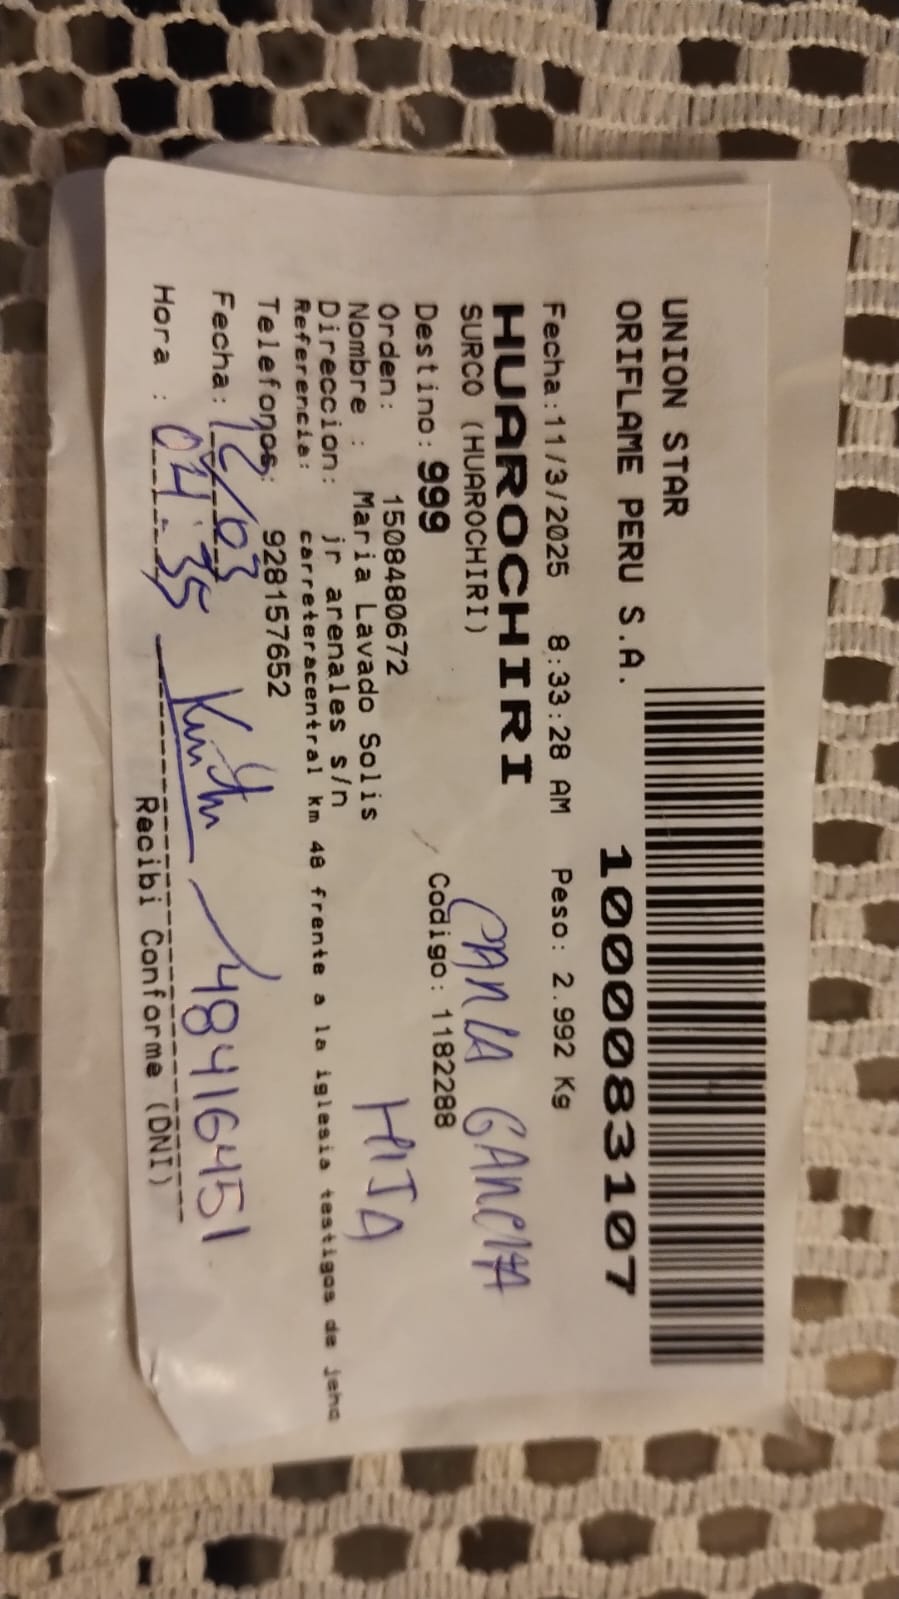 UNION STAR
ORIFLAME PERU S.A.
1000083107
Fecha:11/3/2025 8:33:28 AM Peso: 2.992 Kg
HUAROCHIRI
SURCO (HUAROCHIRI)
GARCIA
Destino: 999 Codigo: 1182288
Orden: 1508480672
Nombre : Maria Lavado Solis
HIJA
Direccion: jr arenales s/n
Referencia: carreteracentral km 48 frente a la iglesia testigos de jeho
Telefonos: 928157652
Fecha: 12/03
48416451
Hora : 04:35
Recibi Conforme (DNI)